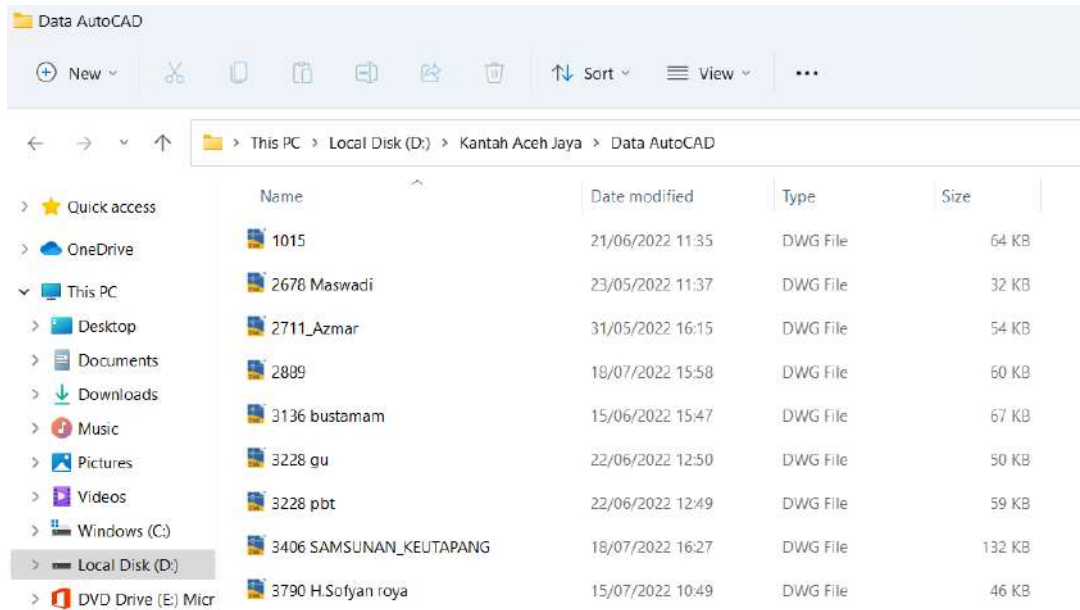 Data AutoCAD
New Sort View
This PC > Local Disk (D:) > Kantah Aceh Jaya > Data AutoCAD
Name Date modified Type Size
Quick access
OneDrive
This PC
Desktop
Documents
Downloads
Music
Pictures
Videos
Windows (C:)
Local Disk (D:)
DVD Drive (E:) Micr
1015 21/06/2022 11:35 DWG File 64 KB
2678 Maswadi 23/05/2022 11:37 DWG File 32 KB
2711_Azmar 31/05/2022 16:15 DWG File 54 KB
2889 18/07/2022 15:58 DWG File 60 KB
3136 bustamam 15/06/2022 15:47 DWG File 67 KB
3228 gu 22/06/2022 12:50 DWG File 50 KB
3228 pbt 22/06/2022 12:49 DWG File 59 KB
3406 SAMSUNAN_KEUTAPANG 18/07/2022 16:27 DWG File 132 KB
3790 H.Sofyan roya 15/07/2022 10:49 DWG File 46 KB